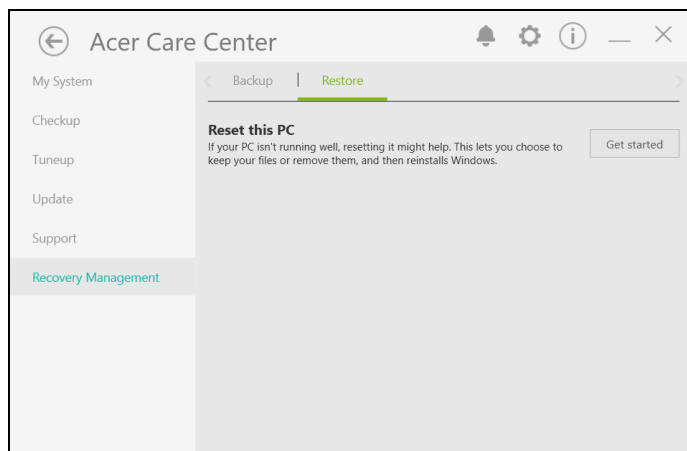 Acer Care Center
My System
Checkup
Tuneup
Update
Support
Recovery Management
Backup | Restore
Reset this PC
If your PC isn't running well, resetting it might help. This lets you choose to
keep your files or remove them, and then reinstalls Windows.
Get started